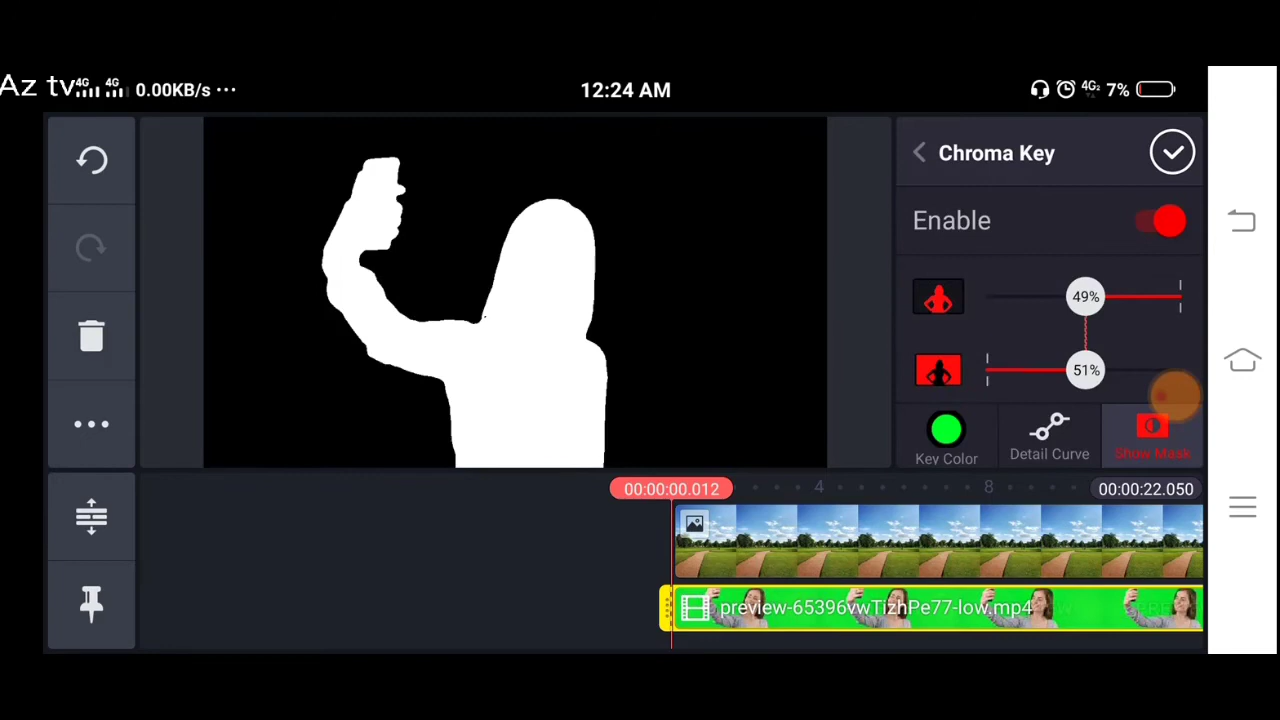 Az tv 4G 4G 0.00KB/s ... 12:24 AM 4G2 7%
Chroma Key
Enable
49%
51%
Key Color Detail Curve Show Mask
00:00:00.012 4 8 00:00:22.050
preview-65396vwTizhPe77-low.mp4